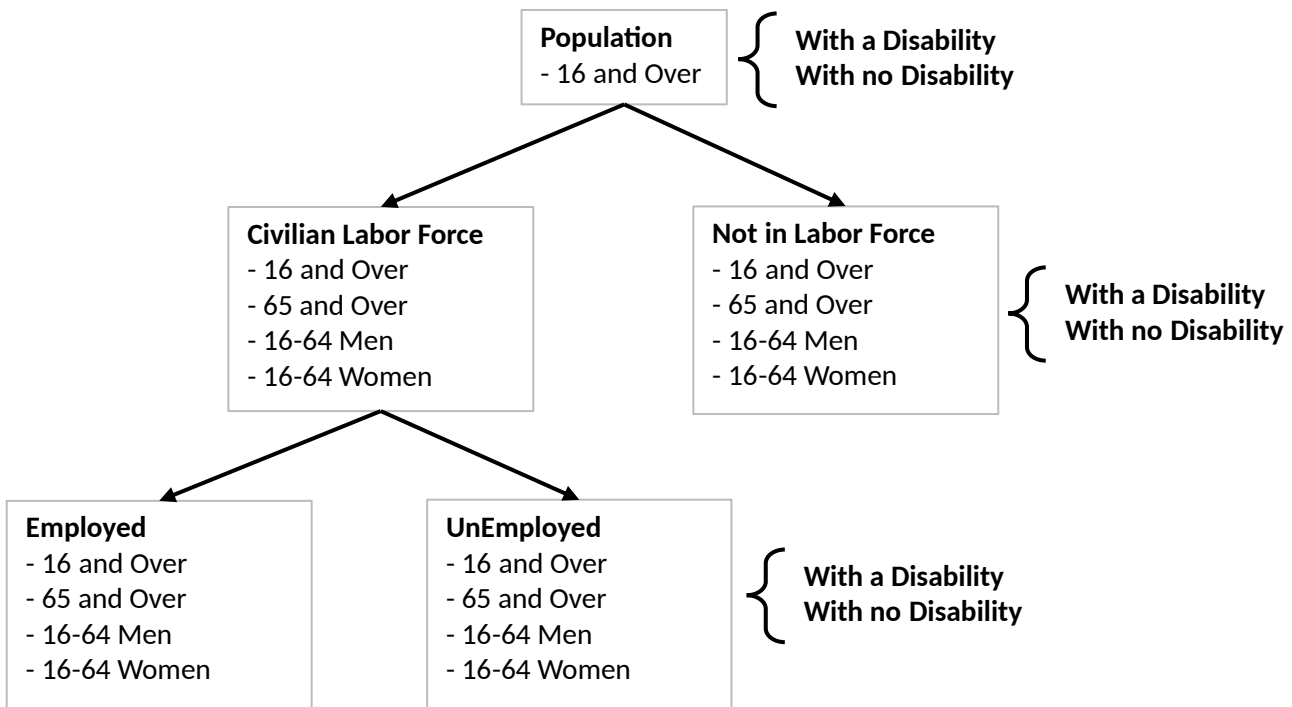 Population
- 16 and Over
With a Disability
With no Disability
Civilian Labor Force
- 16 and Over
- 65 and Over
- 16-64 Men
- 16-64 Women
Not in Labor Force
- 16 and Over
- 65 and Over
- 16-64 Men
- 16-64 Women
With a Disability
With no Disability
Employed
- 16 and Over
- 65 and Over
- 16-64 Men
- 16-64 Women
UnEmployed
- 16 and Over
- 65 and Over
- 16-64 Men
- 16-64 Women
With a Disability
With no Disability